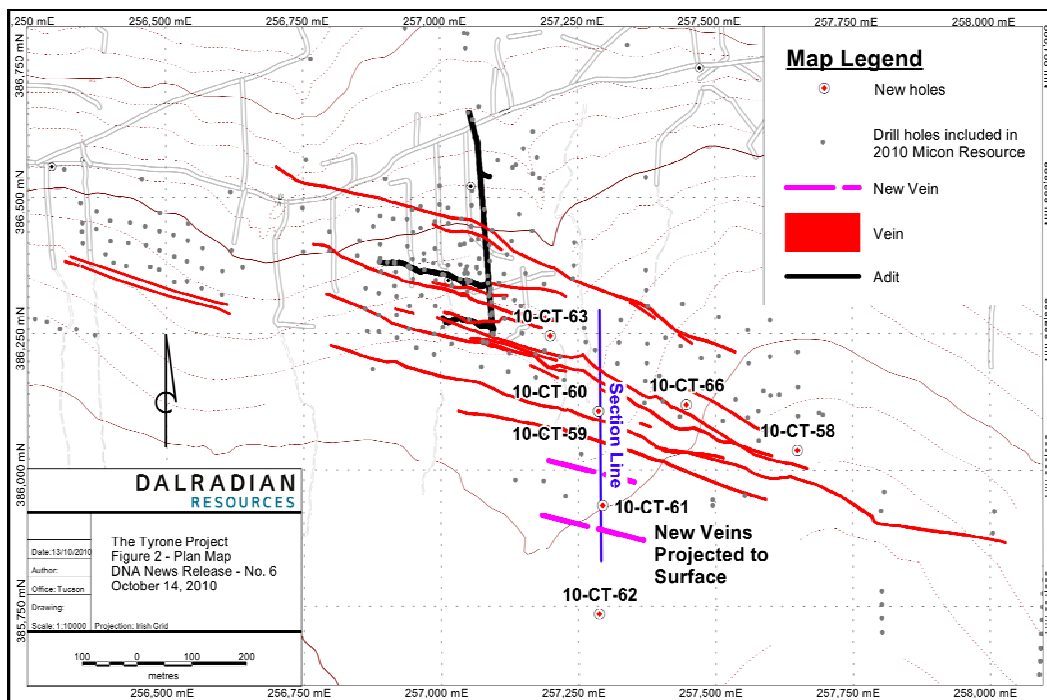 ,250 mE
256,500 mE
256,750 mE
257,000 mE
257,250 mE
257,500 mE
257,750 mE
258,000 mE
386,750 mN
386,500 mN
386,250 mN
386,000 mN
385,750 mN
Map Legend
New holes
Drill holes included in
2010 Micon Resource
New Vein
Vein
Adit
10-CT-63
10-CT-60
10-CT-66
10-CT-59
10-CT-58
Section Line
10-CT-61
New Veins
Projected to
Surface
10-CT-62
DALRADIAN
RESOURCES
Date:13/10/2010
Author:
Office: Tucson
Drawing:
Scale: 1:10000
Projection: Irish Grid
The Tyrone Project
Figure 2 - Plan Map
DNA News Release - No. 6
October 14, 2010
100 0 100 200
metres
256,500 mE
256,750 mE
257,000 mE
257,250 mE
257,500 mE
257,750 mE
258,000 mE